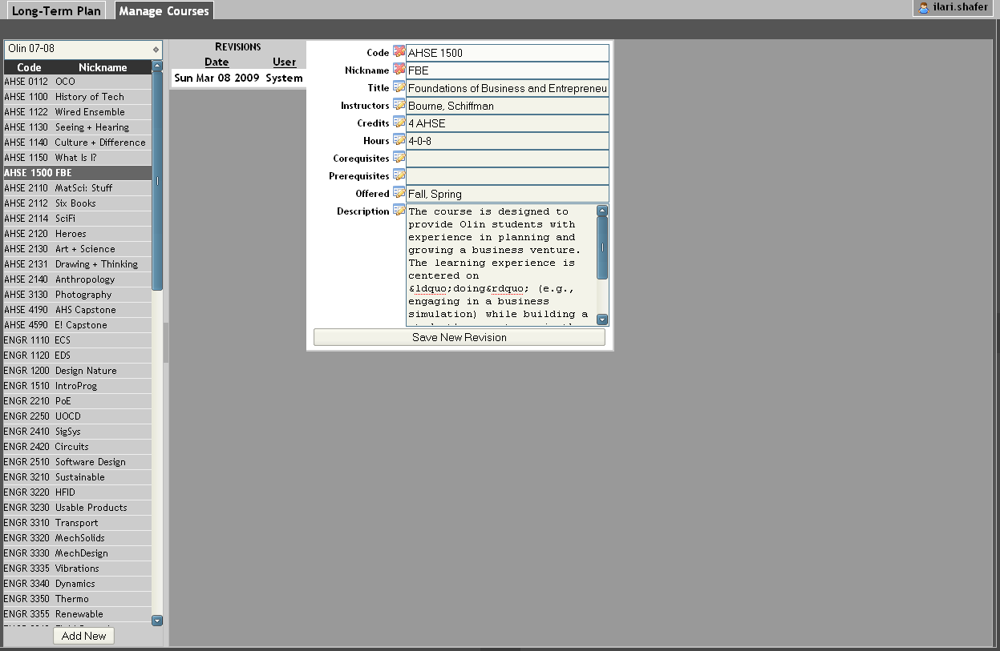 Long-Term Plan Manage Courses ilari.shafer
Olin 07-08
Code Nickname
AHSE 0112 OCO
AHSE 1100 History of Tech
AHSE 1122 Wired Ensemble
AHSE 1130 Seeing + Hearing
AHSE 1140 Culture + Difference
AHSE 1150 What Is I?
AHSE 1500 FBE
AHSE 2110 MatSci: Stuff
AHSE 2112 Six Books
AHSE 2114 SciFi
AHSE 2120 Heroes
AHSE 2130 Art + Science
AHSE 2131 Drawing + Thinking
AHSE 2140 Anthropology
AHSE 3130 Photography
AHSE 4190 AHS Capstone
AHSE 4590 E! Capstone
ENGR 1110 ECS
ENGR 1120 EDS
ENGR 1200 Design Nature
ENGR 1510 IntroProg
ENGR 2210 PoE
ENGR 2250 UOCD
ENGR 2410 SigSys
ENGR 2420 Circuits
ENGR 2510 Software Design
ENGR 3210 Sustainable
ENGR 3220 HFID
ENGR 3230 Usable Products
ENGR 3310 Transport
ENGR 3320 MechSolids
ENGR 3330 MechDesign
ENGR 3335 Vibrations
ENGR 3340 Dynamics
ENGR 3350 Thermo
ENGR 3355 Renewable
Add New
REVISIONS
Date User
Sun Mar 08 2009 System
Code AHSE 1500
Nickname FBE
Title Foundations of Business and Entrepreneu
Instructors Bourne, Schiffman
Credits 4 AHSE
Hours 4-0-8
Corequisites
Prerequisites
Offered Fall, Spring
Description The course is designed to
provide Olin students with
experience in planning and
growing a business venture.
The learning experience is
centered on
&ldquo;doing&rdquo; (e.g.,
engaging in a business
simulation) while building a
Save New Revision